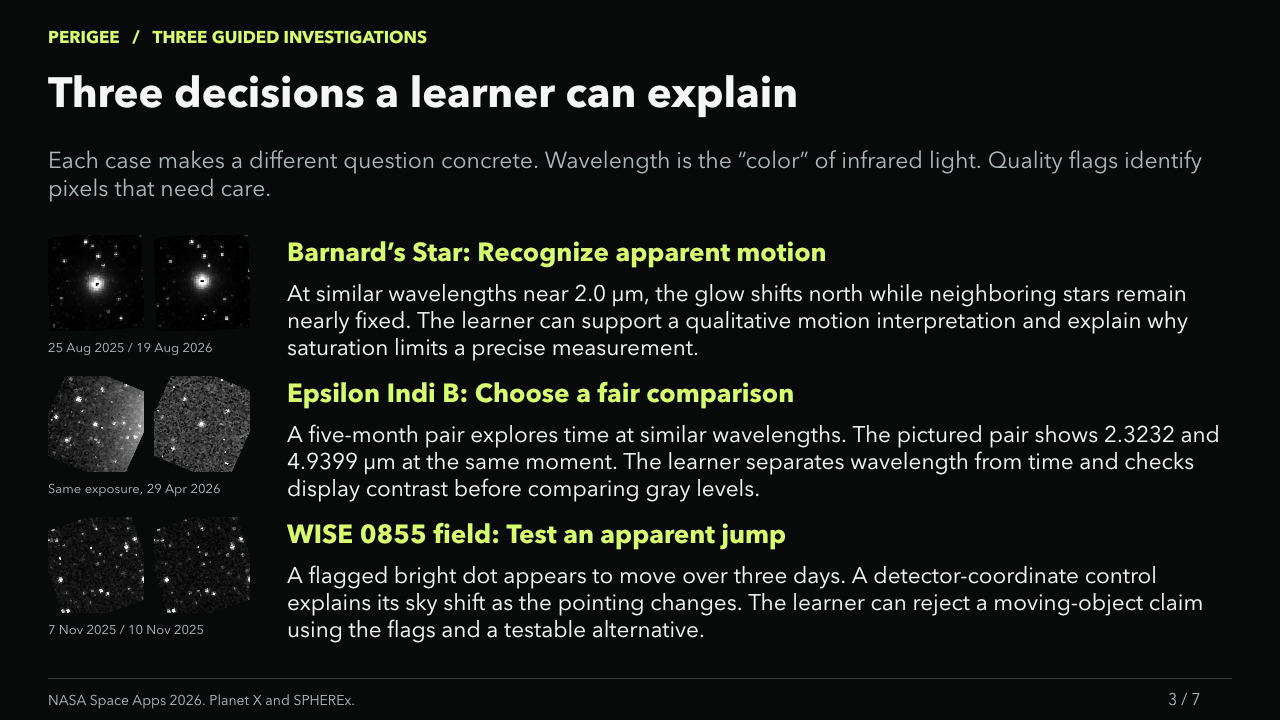 PERIGEE / THREE GUIDED INVESTIGATIONS
Three decisions a learner can explain
Each case makes a different question concrete. Wavelength is the “color” of infrared light. Quality flags identify
pixels that need care.
Barnard’s Star: Recognize apparent motion
At similar wavelengths near 2.0 µm, the glow shifts north while neighboring stars remain
nearly fixed. The learner can support a qualitative motion interpretation and explain why
saturation limits a precise measurement.
25 Aug 2025 / 19 Aug 2026
Epsilon Indi B: Choose a fair comparison
A five-month pair explores time at similar wavelengths. The pictured pair shows 2.3232 and
4.9399 µm at the same moment. The learner separates wavelength from time and checks
display contrast before comparing gray levels.
Same exposure, 29 Apr 2026
WISE 0855 field: Test an apparent jump
A flagged bright dot appears to move over three days. A detector-coordinate control
explains its sky shift as the pointing changes. The learner can reject a moving-object claim
using the flags and a testable alternative.
7 Nov 2025 / 10 Nov 2025
NASA Space Apps 2026. Planet X and SPHEREx.
3 / 7